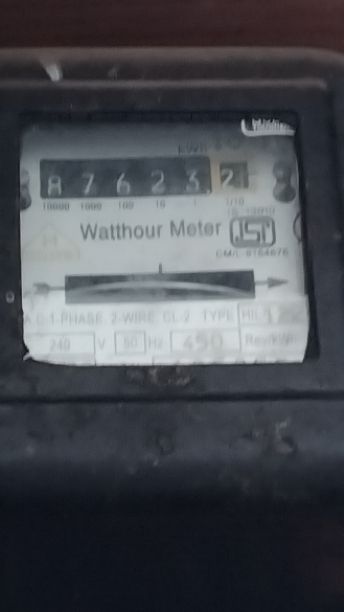 KWH
7 6 2 3 2
10000 1000 100 10 1 1/10
Watthour Meter
ISI
A.C.1-PHASE 2-WIRE CL-2 TYPE
240 V 50 Hz 450 Rev/kWh